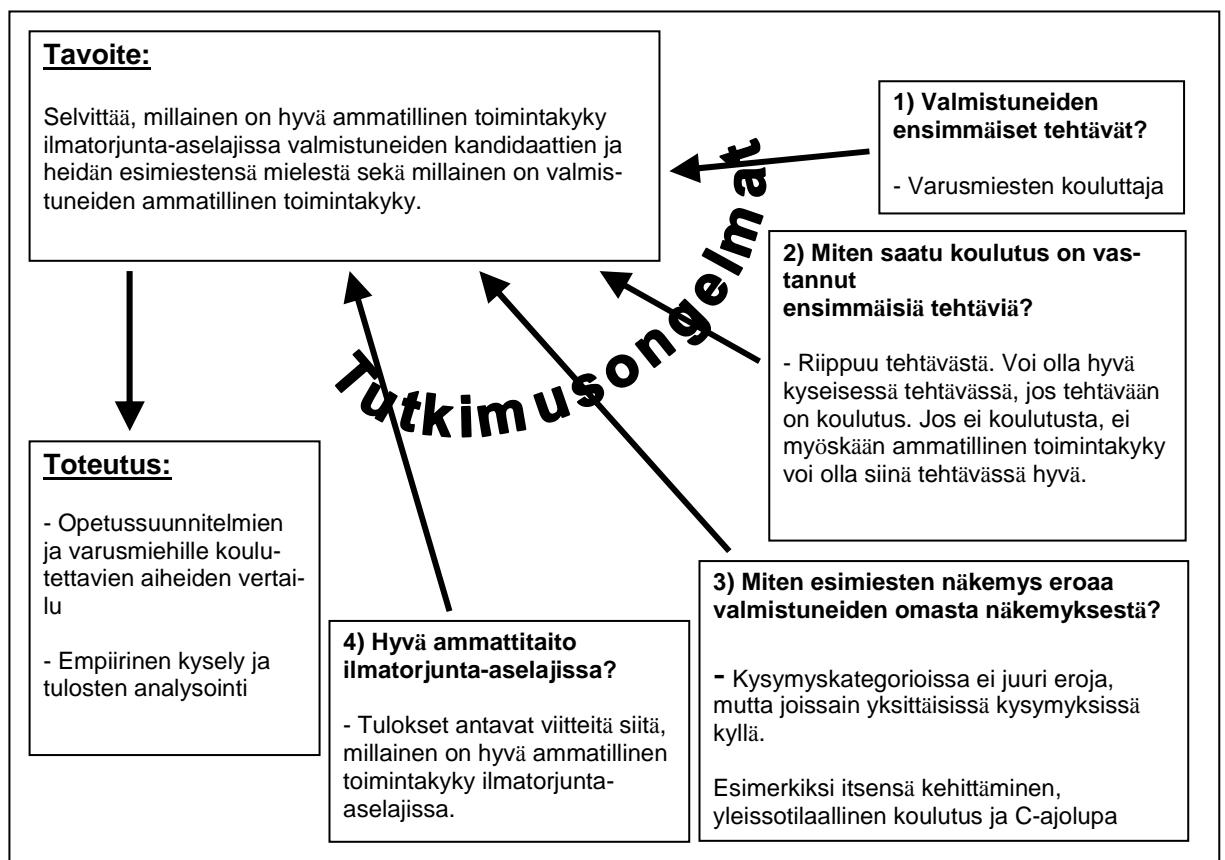 Tavoite:
Selvittää, millainen on hyvä ammatillinen toimintakyky
ilmatorjunta-aselajissa valmistuneiden kandidaattien ja
heidän esimiestensä mielestä sekä millainen on valmis-
tuneiden ammatillinen toimintakyky.
1) Valmistuneiden
ensimmäiset tehtävät?
- Varusmiesten kouluttaja
Tutkimusongelmat
2) Miten saatu koulutus on vas-
tannut
ensimmäisiä tehtäviä?
- Riippuu tehtävästä. Voi olla hyvä
kyseisessä tehtävässä, jos tehtävään
on koulutus. Jos ei koulutusta, ei
myöskään ammatillinen toimintakyky
voi olla siinä tehtävässä hyvä.
Toteutus:
- Opetussuunnitelmien
ja varusmiehille koulu-
tettavien aiheiden vertai-
lu
- Empiirinen kysely ja
tulosten analysointi
3) Miten esimiesten näkemys eroaa
valmistuneiden omasta näkemyksestä?
- Kysymyskategorioissa ei juuri eroja,
mutta joissain yksittäisissä kysymyksissä
kyllä.
Esimerkiksi itsensä kehittäminen,
yleissotilaallinen koulutus ja C-ajolupa
4) Hyvä ammattitaito
ilmatorjunta-aselajissa?
- Tulokset antavat viitteitä siitä,
millainen on hyvä ammatillinen
toimintakyky ilmatorjunta-
aselajissa.